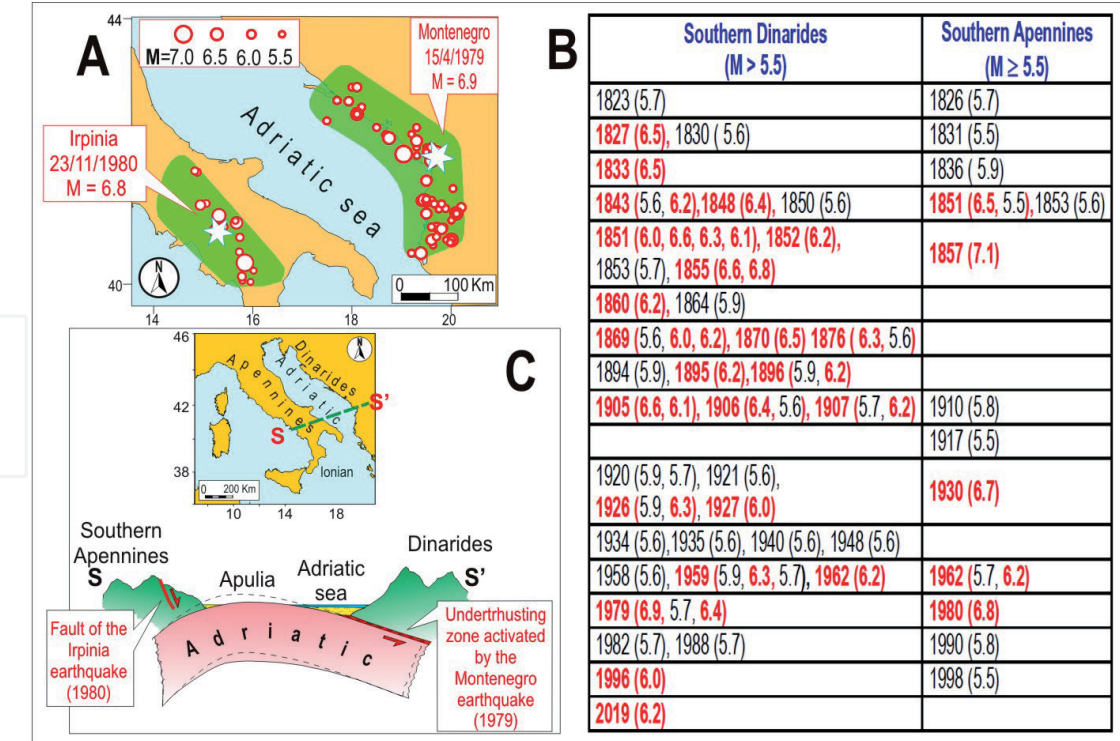 A
44
M=7.0 6.5 6.0 5.5
Montenegro
15/4/1979
M = 6.9
Irpinia
23/11/1980
M = 6.8
Adriatic sea
N
40
0 100 Km
14 16 18 20
B
Southern Dinarides
(M > 5.5)
Southern Apennines
(M ≥ 5.5)
1823 (5.7)
1826 (5.7)
1827 (6.5), 1830 ( 5.6)
1831 (5.5)
1833 (6.5)
1836 ( 5.9)
1843 (5.6, 6.2),1848 (6.4), 1850 (5.6)
1851 (6.5, 5.5),1853 (5.6)
1851 (6.0, 6.6, 6.3, 6.1), 1852 (6.2),
1853 (5.7), 1855 (6.6, 6.8)
1857 (7.1)
1860 (6.2), 1864 (5.9)
1869 (5.6, 6.0, 6.2), 1870 (6.5) 1876 ( 6.3, 5.6)
1894 (5.9), 1895 (6.2),1896 (5.9, 6.2)
1905 (6.6, 6.1), 1906 (6.4, 5.6), 1907 (5.7, 6.2)
1910 (5.8)
1917 (5.5)
1920 (5.9, 5.7), 1921 (5.6),
1926 (5.9, 6.3), 1927 (6.0)
1930 (6.7)
1934 (5.6),1935 (5.6), 1940 (5.6), 1948 (5.6)
1958 (5.6), 1959 (5.9, 6.3, 5.7), 1962 (6.2)
1962 (5.7, 6.2)
1979 (6.9, 5.7, 6.4)
1980 (6.8)
1982 (5.7), 1988 (5.7)
1990 (5.8)
1996 (6.0)
1998 (5.5)
2019 (6.2)
C
46
42
38
N
Dinarides
Adriatic
Apennines
S
S'
Ionian
0 200 Km
10 14 18
Southern
Apennines
S
Apulia
Adriatic
sea
Dinarides
S'
Adriatic
Fault of the
Irpinia
earthquake
(1980)
Undertrhusting
zone activated
by the
Montenegro
earthquake
(1979)